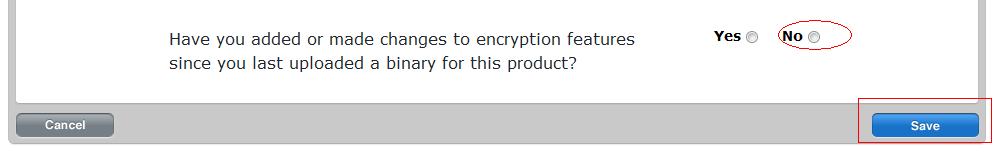 Have you added or made changes to encryption features Yes No
since you last uploaded a binary for this product?
Cancel Save